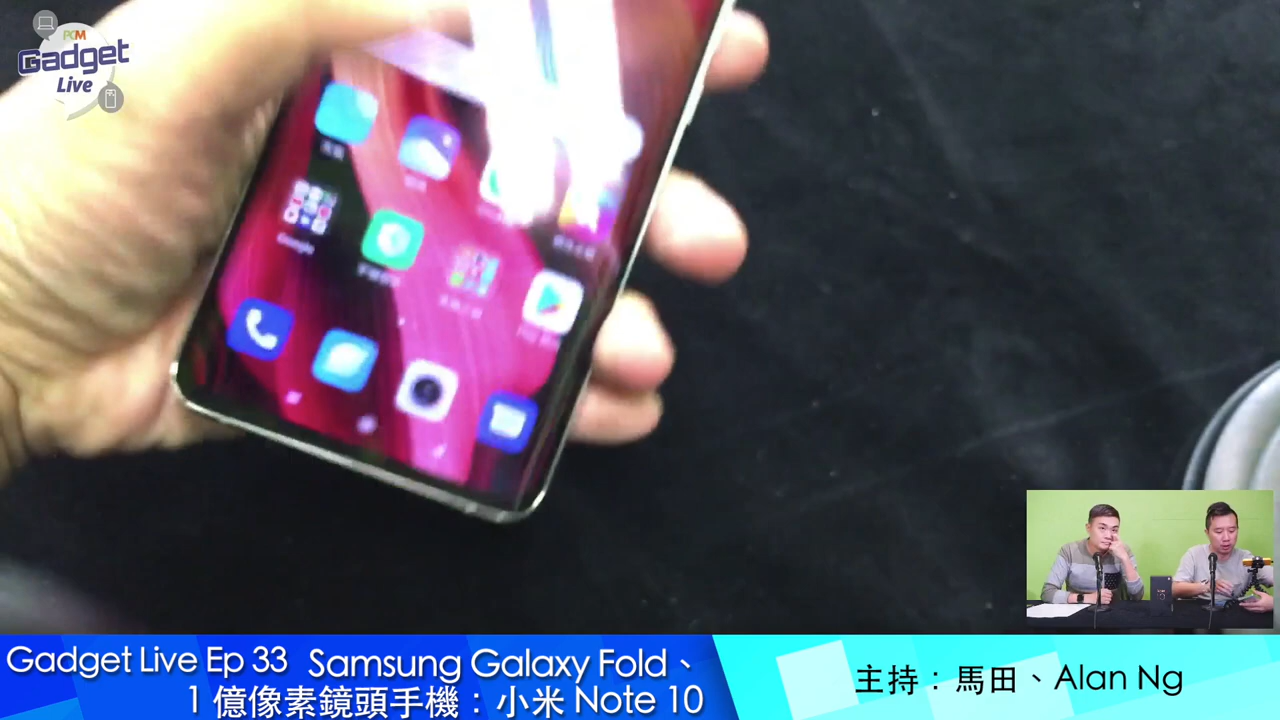 PCM
Gadget
Live
Google
Gadget Live Ep 33 Samsung Galaxy Fold、
1 億像素鏡頭手機：小米 Note 10
主持：馬田、Alan Ng